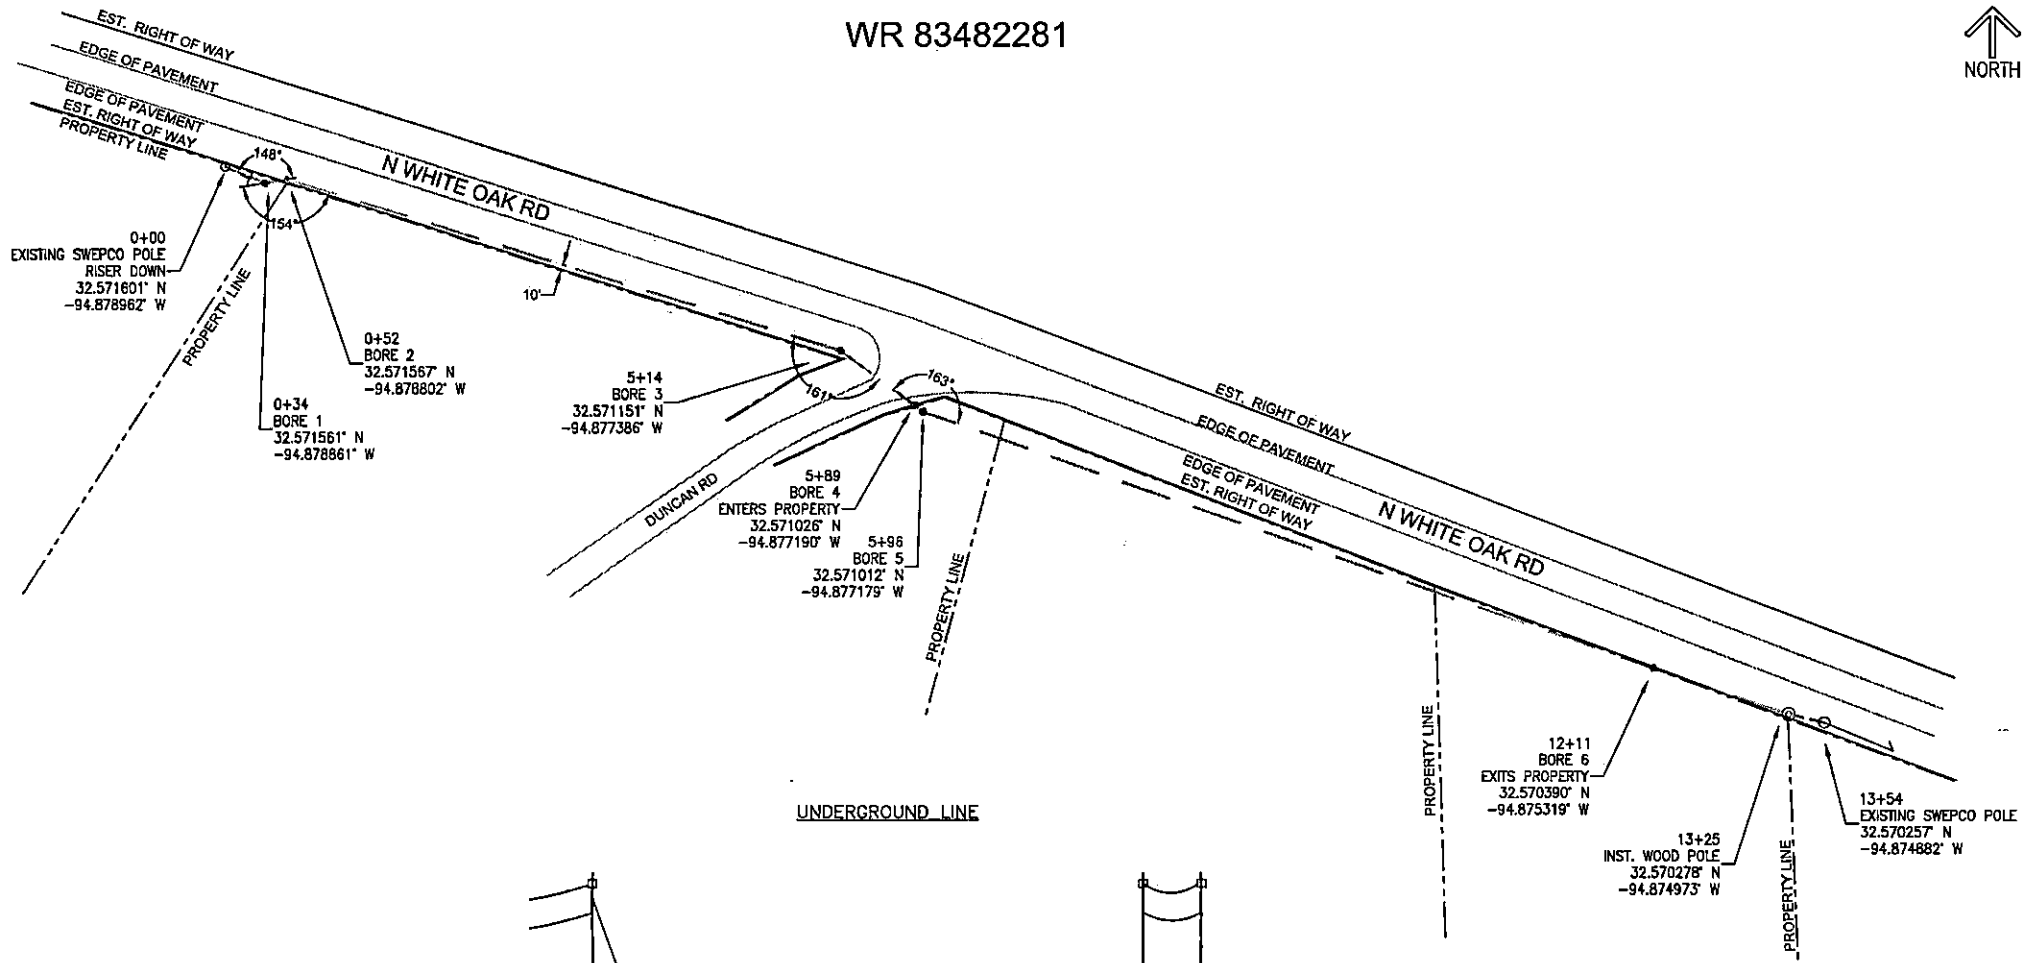 WR 83482281
NORTH
EST. RIGHT OF WAY
EDGE OF PAVEMENT
EDGE OF PAVEMENT
EST. RIGHT OF WAY
PROPERTY LINE
148°
154°
N WHITE OAK RD
0+00
EXISTING SWEPCO POLE
RISER DOWN
32.571601° N
-94.878962° W
PROPERTY LINE
10'
0+52
BORE 2
32.571567° N
-94.878802° W
0+34
BORE 1
32.571561° N
-94.878861° W
5+14
BORE 3
32.571151° N
-94.877386° W
161°
163°
DUNCAN RD
5+89
BORE 4
ENTERS PROPERTY
32.571026° N
-94.877190° W
5+96
BORE 5
32.571012° N
-94.877179° W
PROPERTY LINE
EST. RIGHT OF WAY
EDGE OF PAVEMENT
EDGE OF PAVEMENT
EST. RIGHT OF WAY
N WHITE OAK RD
PROPERTY LINE
12+11
BORE 6
EXITS PROPERTY
32.570390° N
-94.875319° W
13+25
INST. WOOD POLE
32.570278° N
-94.874973° W
PROPERTY LINE
13+54
EXISTING SWEPCO POLE
32.570257° N
-94.874882° W
UNDERGROUND LINE